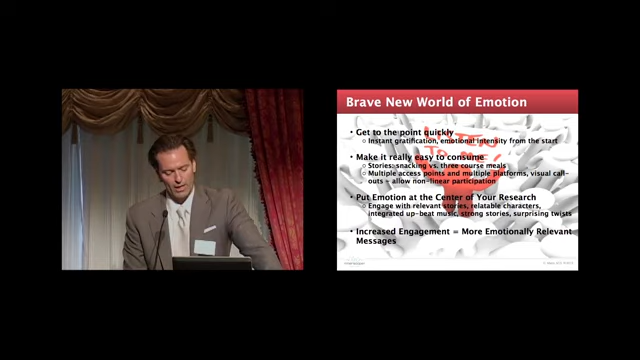 Brave New World of Emotion
• Get to the point quickly
○ Instant gratification, emotional intensity from the start
• Make it really easy to consume
○ Stories: snacking vs. three course meals
○ Multiple access points and multiple platforms, visual call-
outs – allow non-linear participation
• Put Emotion at the Center of Your Research
○ Engage with relevant stories, relatable characters,
integrated up-beat music, strong stories, surprising twists
• Increased Engagement = More Emotionally Relevant
Messages
LISTEN
TO ME!